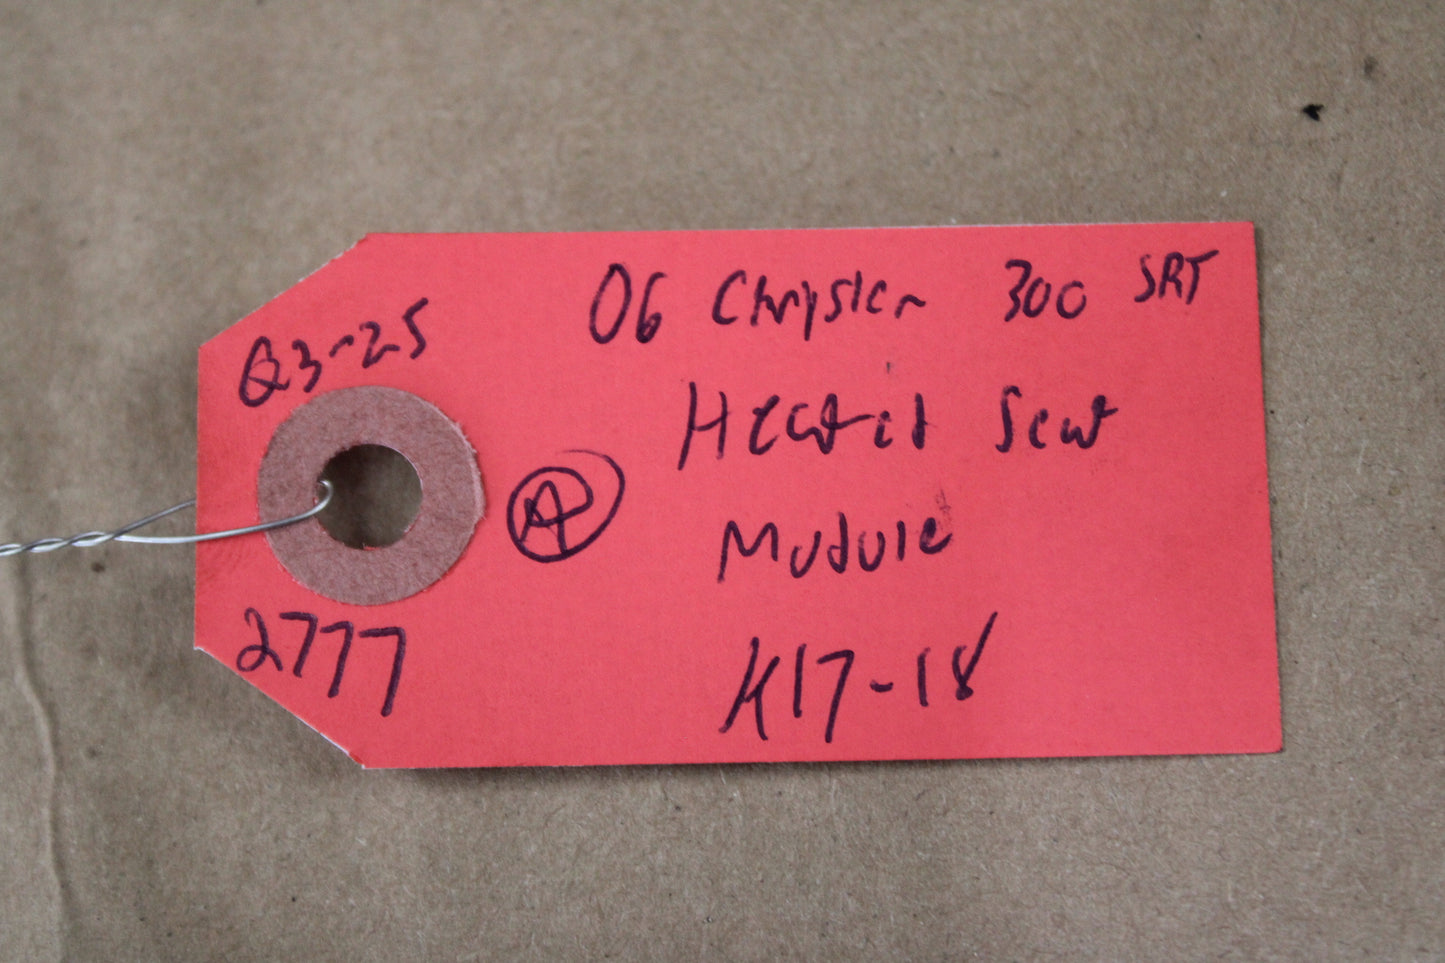 06 Chrysler 300 SRT
Heated Seat
Module
K17-18
Q3-25
A
2777